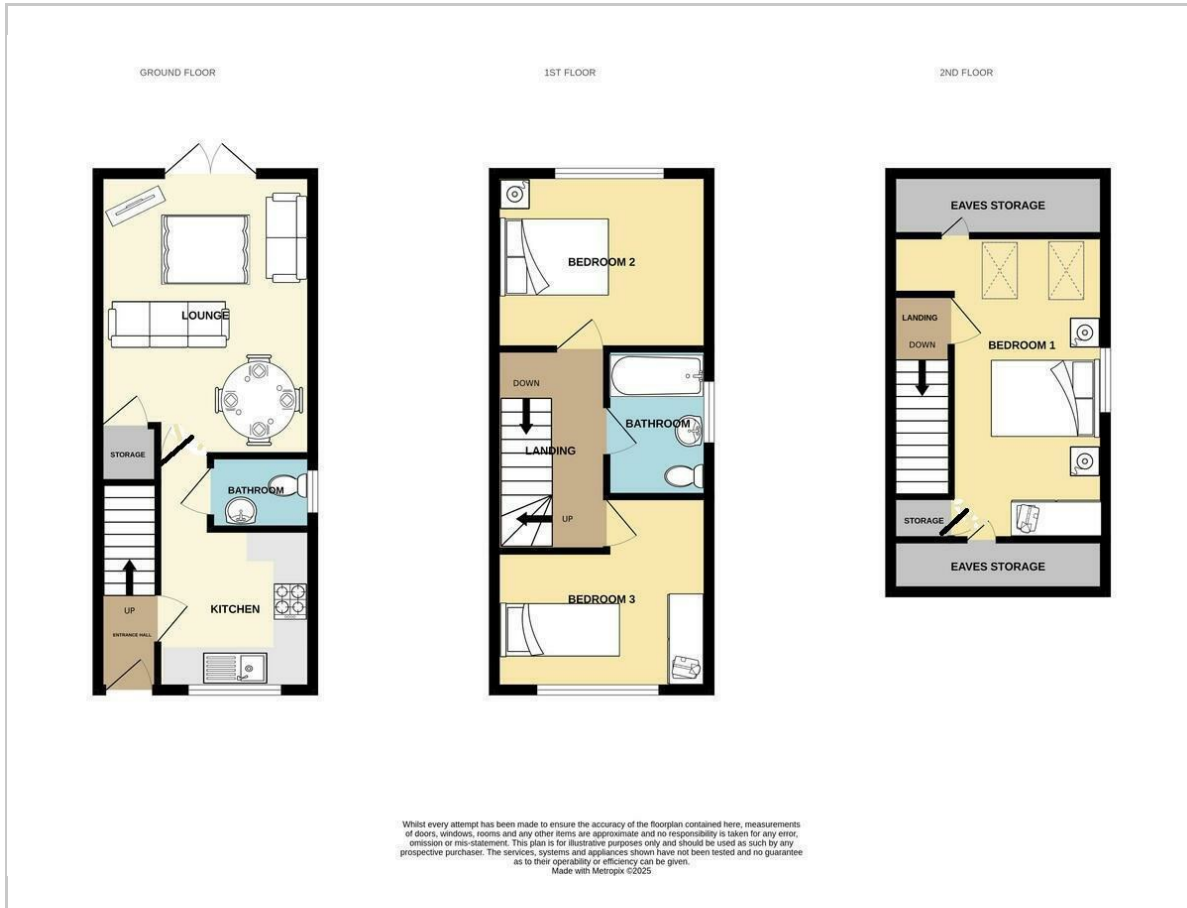 GROUND FLOOR
1ST FLOOR
2ND FLOOR
LOUNGE
STORAGE
BATHROOM
KITCHEN
UP
ENTRANCE HALL
BEDROOM 2
DOWN
BATHROOM
LANDING
UP
BEDROOM 3
EAVES STORAGE
LANDING
DOWN
BEDROOM 1
STORAGE
EAVES STORAGE
Whilst every attempt has been made to ensure the accuracy of the floorplan contained here, measurements
of doors, windows, rooms and any other items are approximate and no responsibility is taken for any error,
omission or mis-statement. This plan is for illustrative purposes only and should be used as such by any
prospective purchaser. The services, systems and appliances shown have not been tested and no guarantee
as to their operability or efficiency can be given.
Made with Metropix ©2025